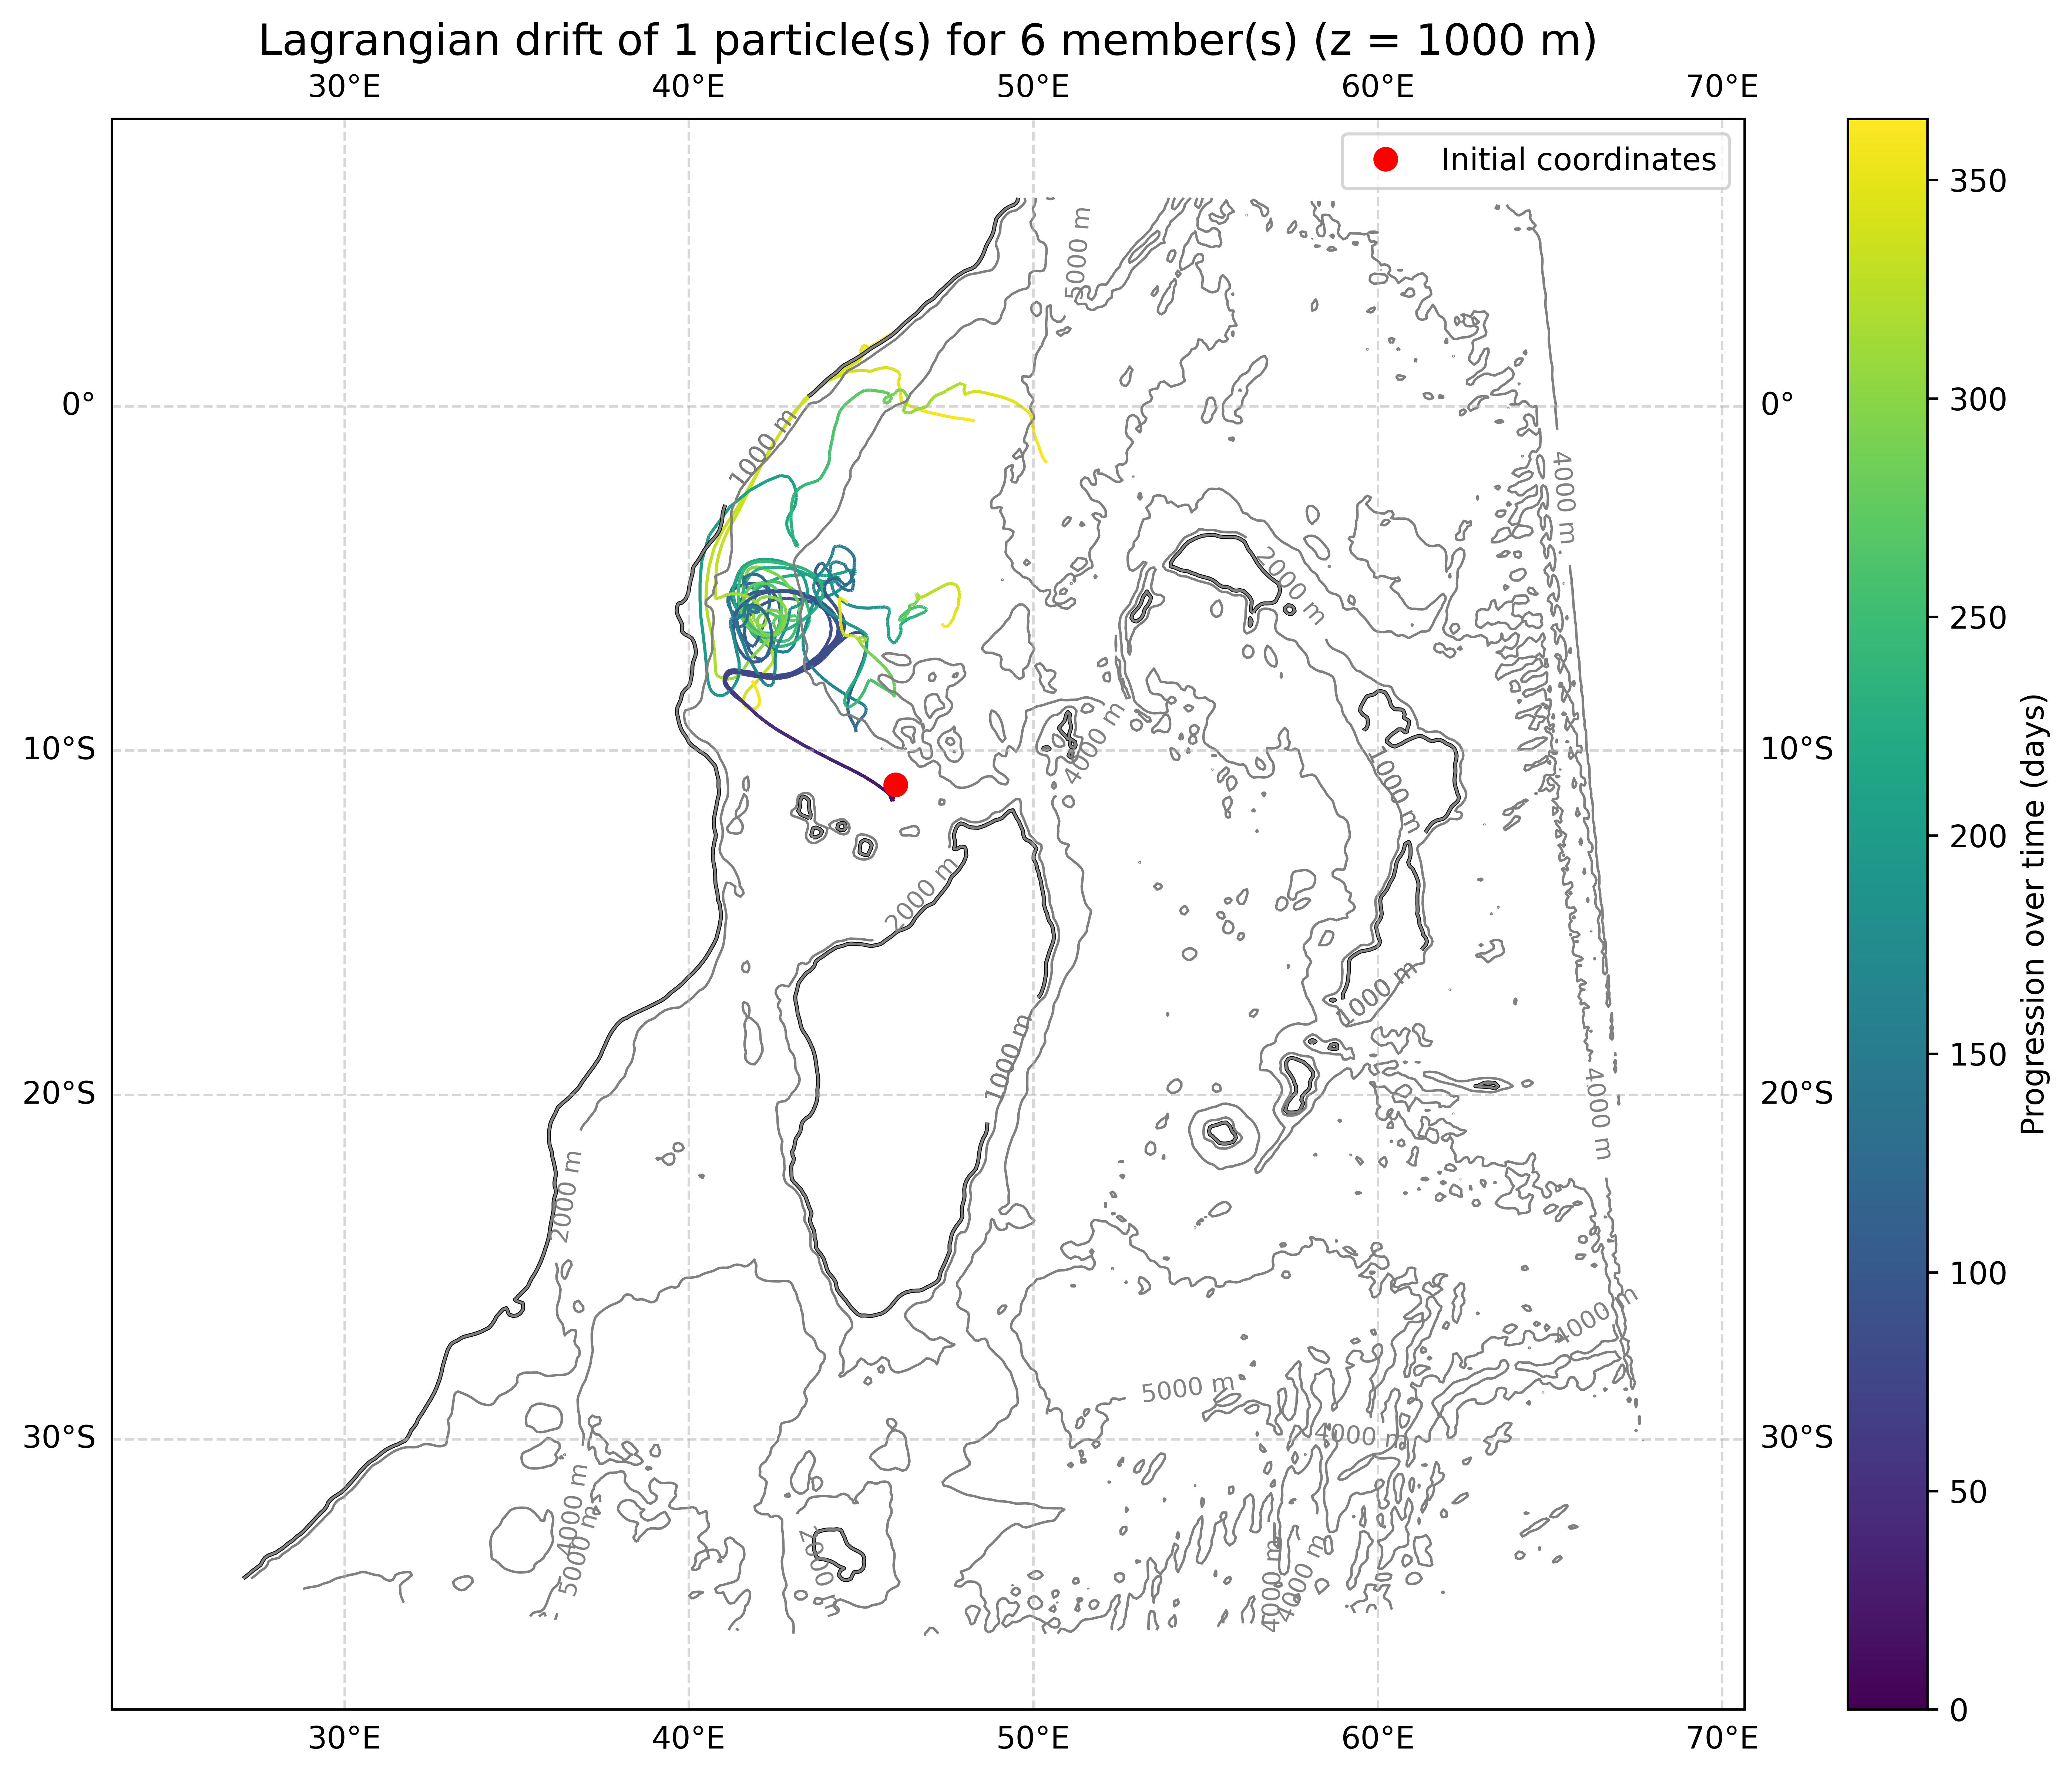 Lagrangian drift of 1 particle(s) for 6 member(s) (z = 1000 m)
30°E 40°E 50°E 60°E 70°E
Initial coordinates
5000 m
0° 0°
1000 m
4000 m
10°S 10°S
4000 m
2000 m
1000 m
1000 m
20°S 20°S
4000 m
2000 m
4000 m
5000 m
4000 m
30°S 30°S
4000 m
5000 m
4000 m
4000 m
30°E 40°E 50°E 60°E 70°E
350
300
250
200
150
100
50
0
Progression over time (days)